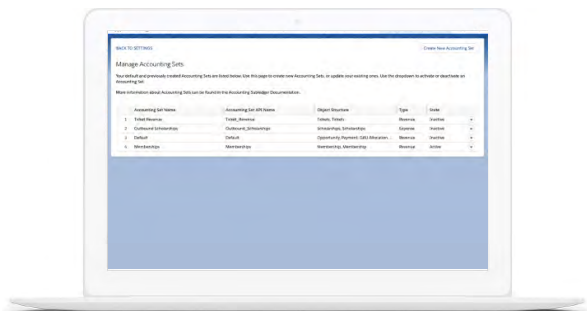 BACK TO SETTINGS
Create New Accounting Set
Manage Accounting Sets
Your default and previously created Accounting Sets are listed below. Use this page to create new Accounting Sets, or update your existing ones. Use the dropdown to activate or deactivate an
Accounting Set.
More information about Accounting Sets can be found in the Accounting Subledger Documentation.
Accounting Set Name Accounting Set API Name Object Structure Type State
1 Ticket Revenue Ticket_Revenue Tickets, Tickets Revenue Inactive
2 Outbound Scholarships Outbound_Scholarships Scholarships, Scholarships Expense Inactive
3 Default Default Opportunity, Payment, GAU Allocation... Revenue Inactive
4 Memberships Memberships Membership, Membership Revenue Active